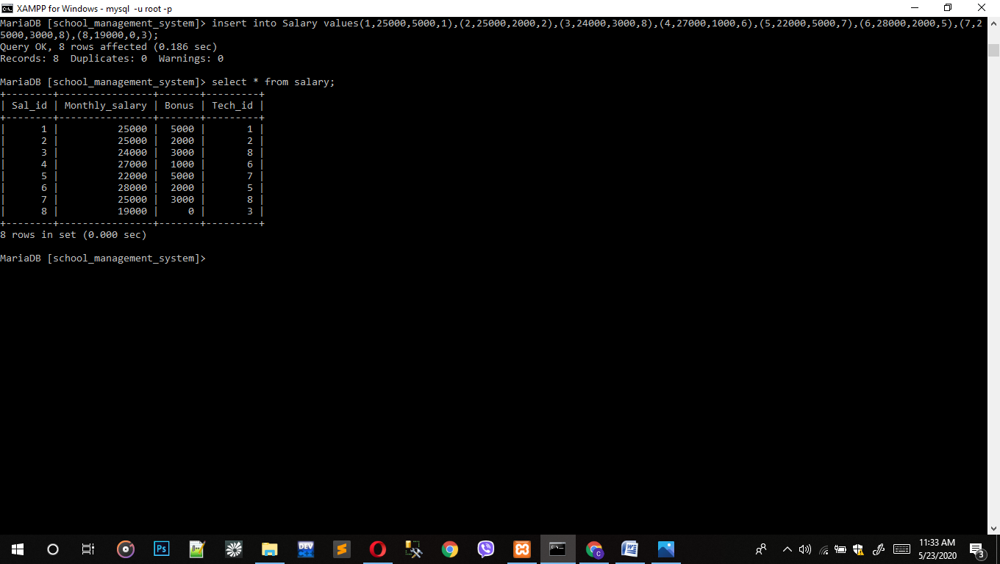 XAMPP for Windows - mysql -u root -p
MariaDB [school_management_system]> insert into Salary values(1,25000,5000,1),(2,25000,2000,2),(3,24000,3000,8),(4,27000,1000,6),(5,22000,5000,7),(6,28000,2000,5),(7,2
5000,3000,8),(8,19000,0,3);
Query OK, 8 rows affected (0.186 sec)
Records: 8  Duplicates: 0  Warnings: 0
MariaDB [school_management_system]> select * from salary;
+--------+----------------+-------+---------+
| Sal_id | Monthly_salary | Bonus | Tech_id |
+--------+----------------+-------+---------+
|      1 |          25000 |  5000 |       1 |
|      2 |          25000 |  2000 |       2 |
|      3 |          24000 |  3000 |       8 |
|      4 |          27000 |  1000 |       6 |
|      5 |          22000 |  5000 |       7 |
|      6 |          28000 |  2000 |       5 |
|      7 |          25000 |  3000 |       8 |
|      8 |          19000 |     0 |       3 |
+--------+----------------+-------+---------+
8 rows in set (0.000 sec)
MariaDB [school_management_system]>
Ps
DEV
C
11:33 AM
5/23/2020
3